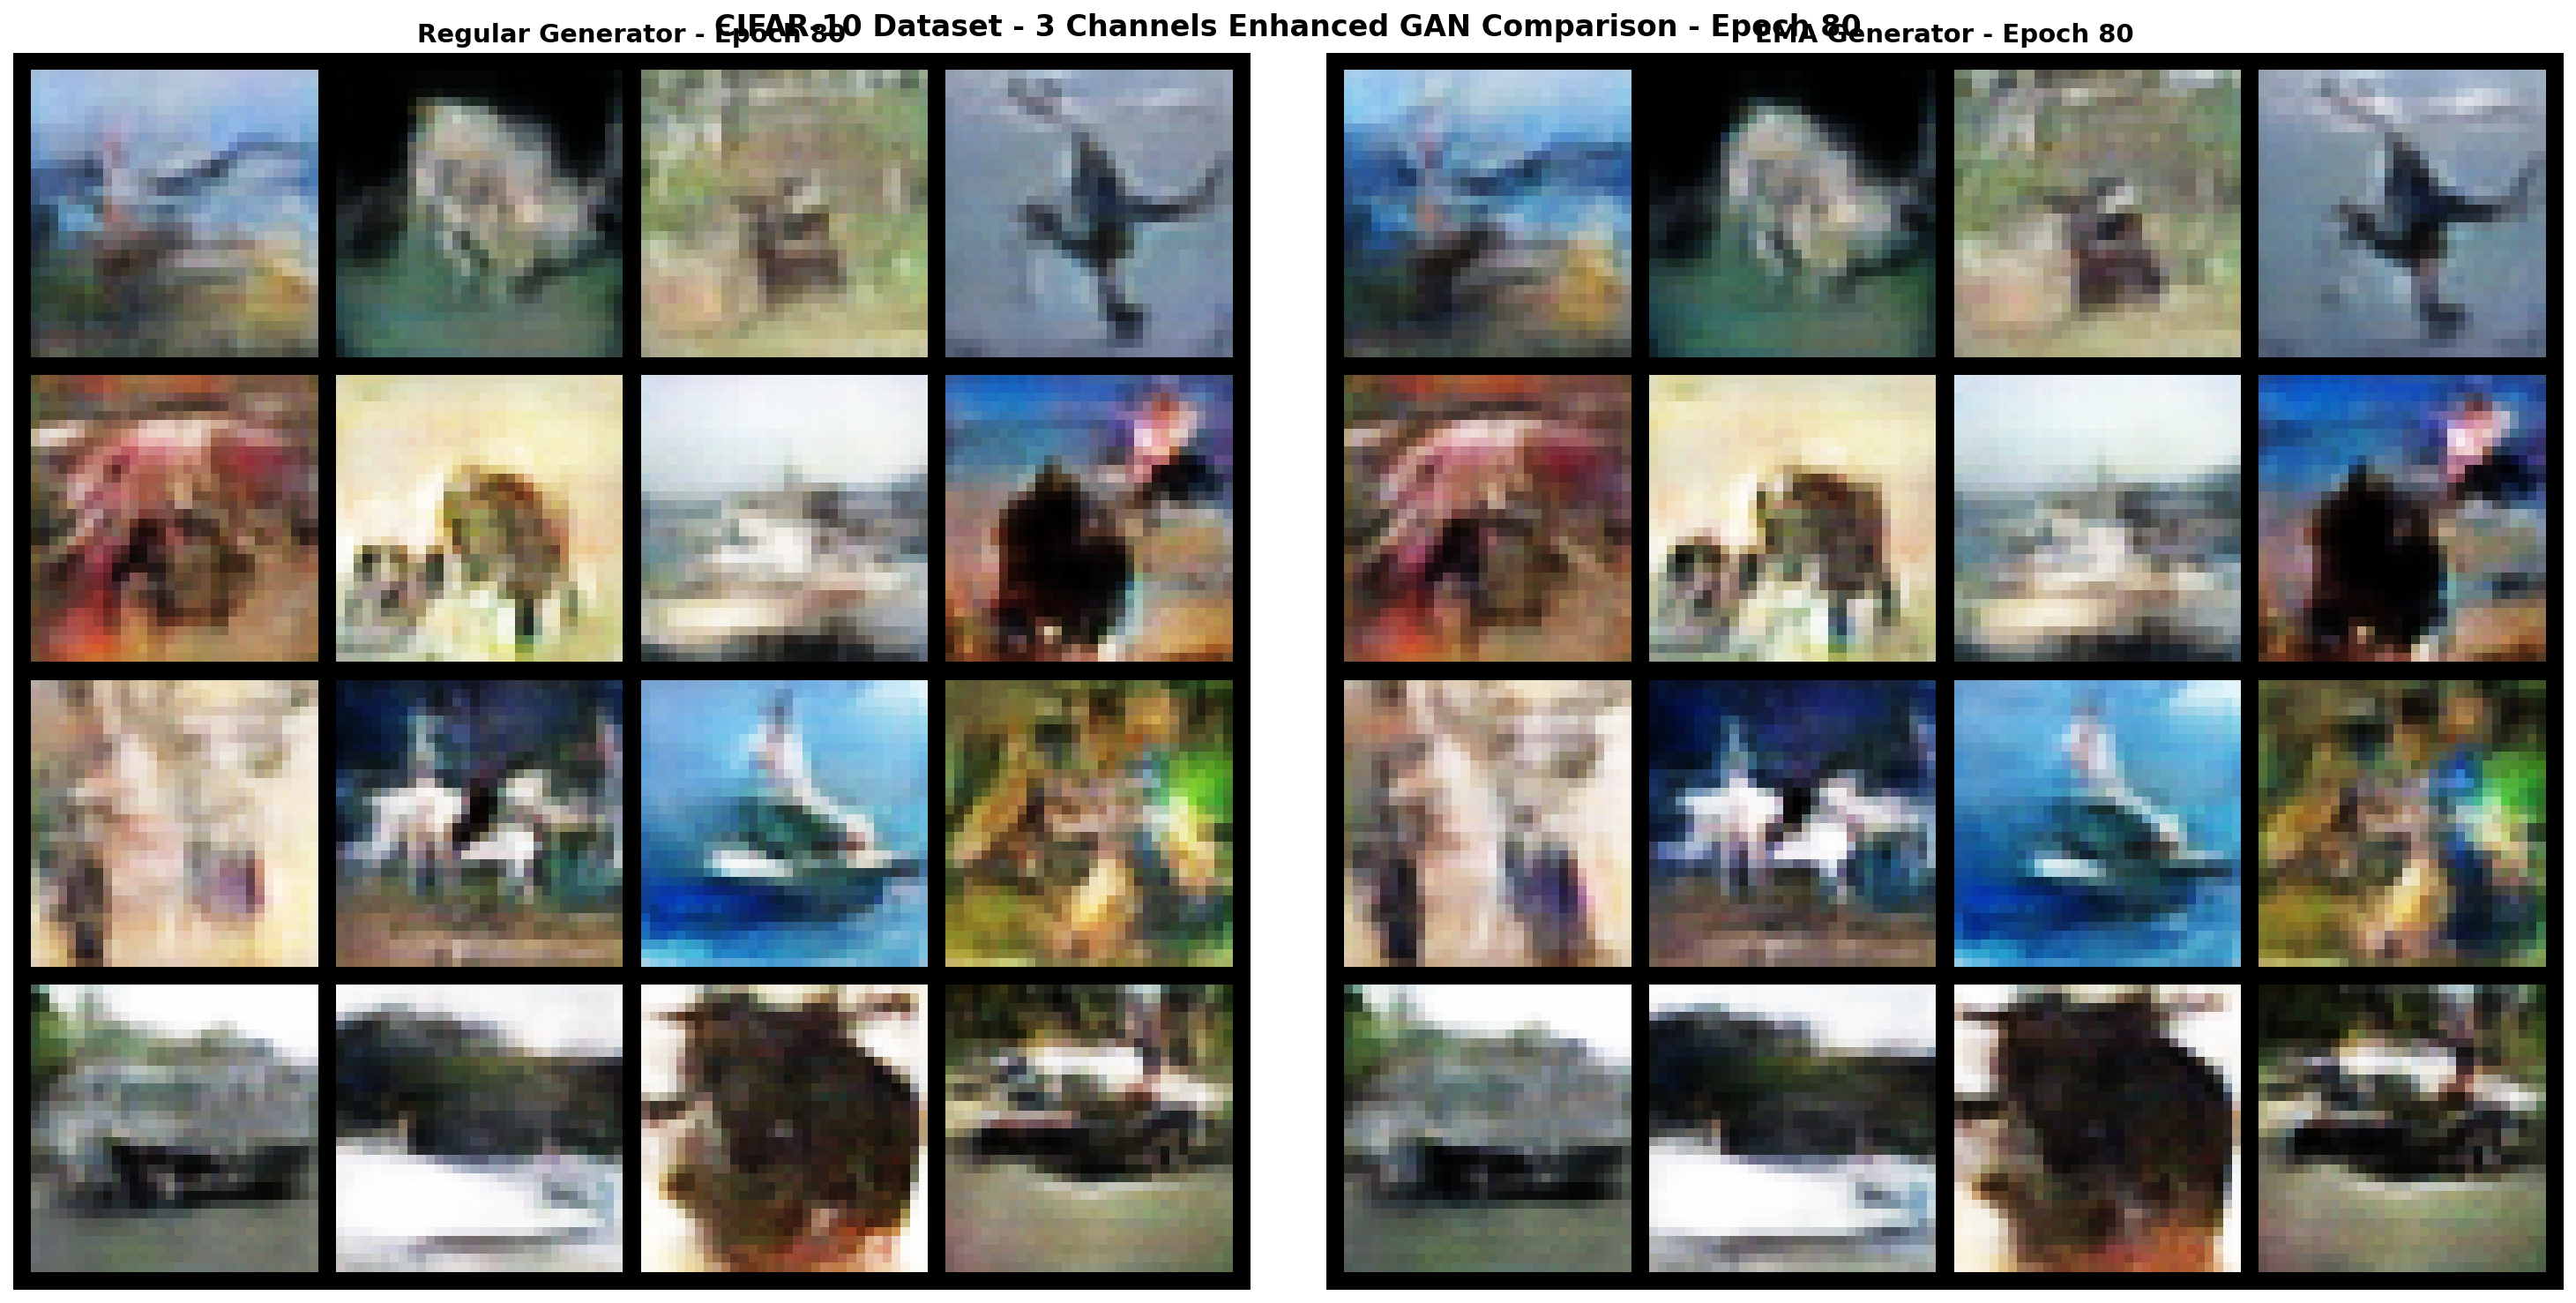 CIFAR-10 Dataset - 3 Channels Enhanced GAN Comparison - Epoch 80
Regular Generator - Epoch 80
EMA Generator - Epoch 80